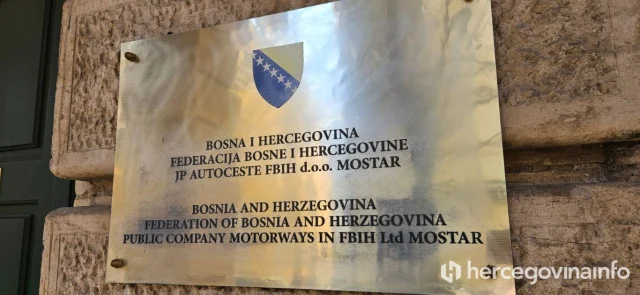 BOSNA I HERCEGOVINA
FEDERACIJA BOSNE I HERCEGOVINE
JP AUTOCESTE FBIH d.o.o. MOSTAR
BOSNIA AND HERZEGOVINA
FEDERATION OF BOSNIA AND HERZEGOVINA
PUBLIC COMPANY MOTORWAYS IN FBIH Ltd MOSTAR
hercegovinainfo